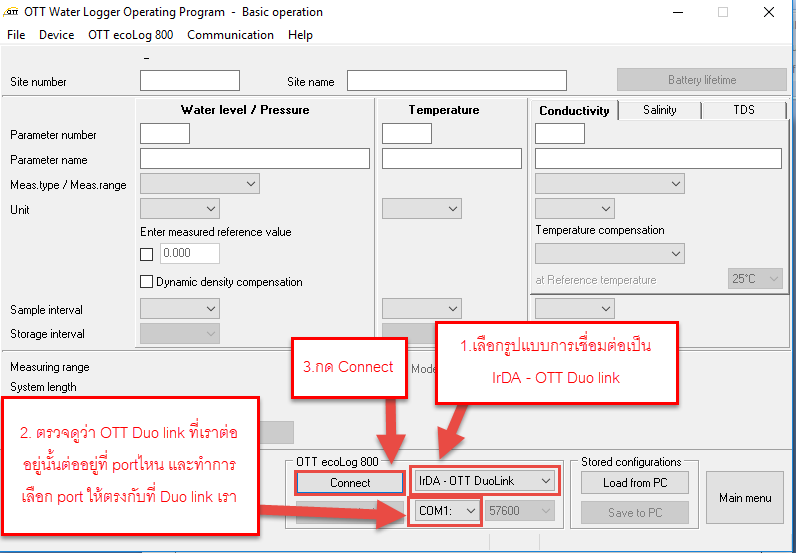 OTT Water Logger Operating Program - Basic operation
File Device OTT ecoLog 800 Communication Help
Site number
Site name
Battery lifetime
Water level / Pressure
Temperature
Conductivity Salinity TDS
Parameter number
Parameter name
Meas.type / Meas.range
Unit
Enter measured reference value
0.000
Temperature compensation
Dynamic density compensation
at Reference temperature 25°C
Sample interval
Storage interval
Measuring range
System length
Mode
1.เลือกรูปแบบการเชื่อมต่อเป็น
IrDA - OTT Duo link
3.กด Connect
2. ตรวจดูว่า OTT Duo link ที่เราต่อ
อยู่นั้นต่ออยู่ที่ portไหน และทำการ
เลือก port ให้ตรงกับที่ Duo link เรา
OTT ecoLog 800
Connect
IrDA - OTT DuoLink
COM1: 57600
Stored configurations
Load from PC
Save to PC
Main menu